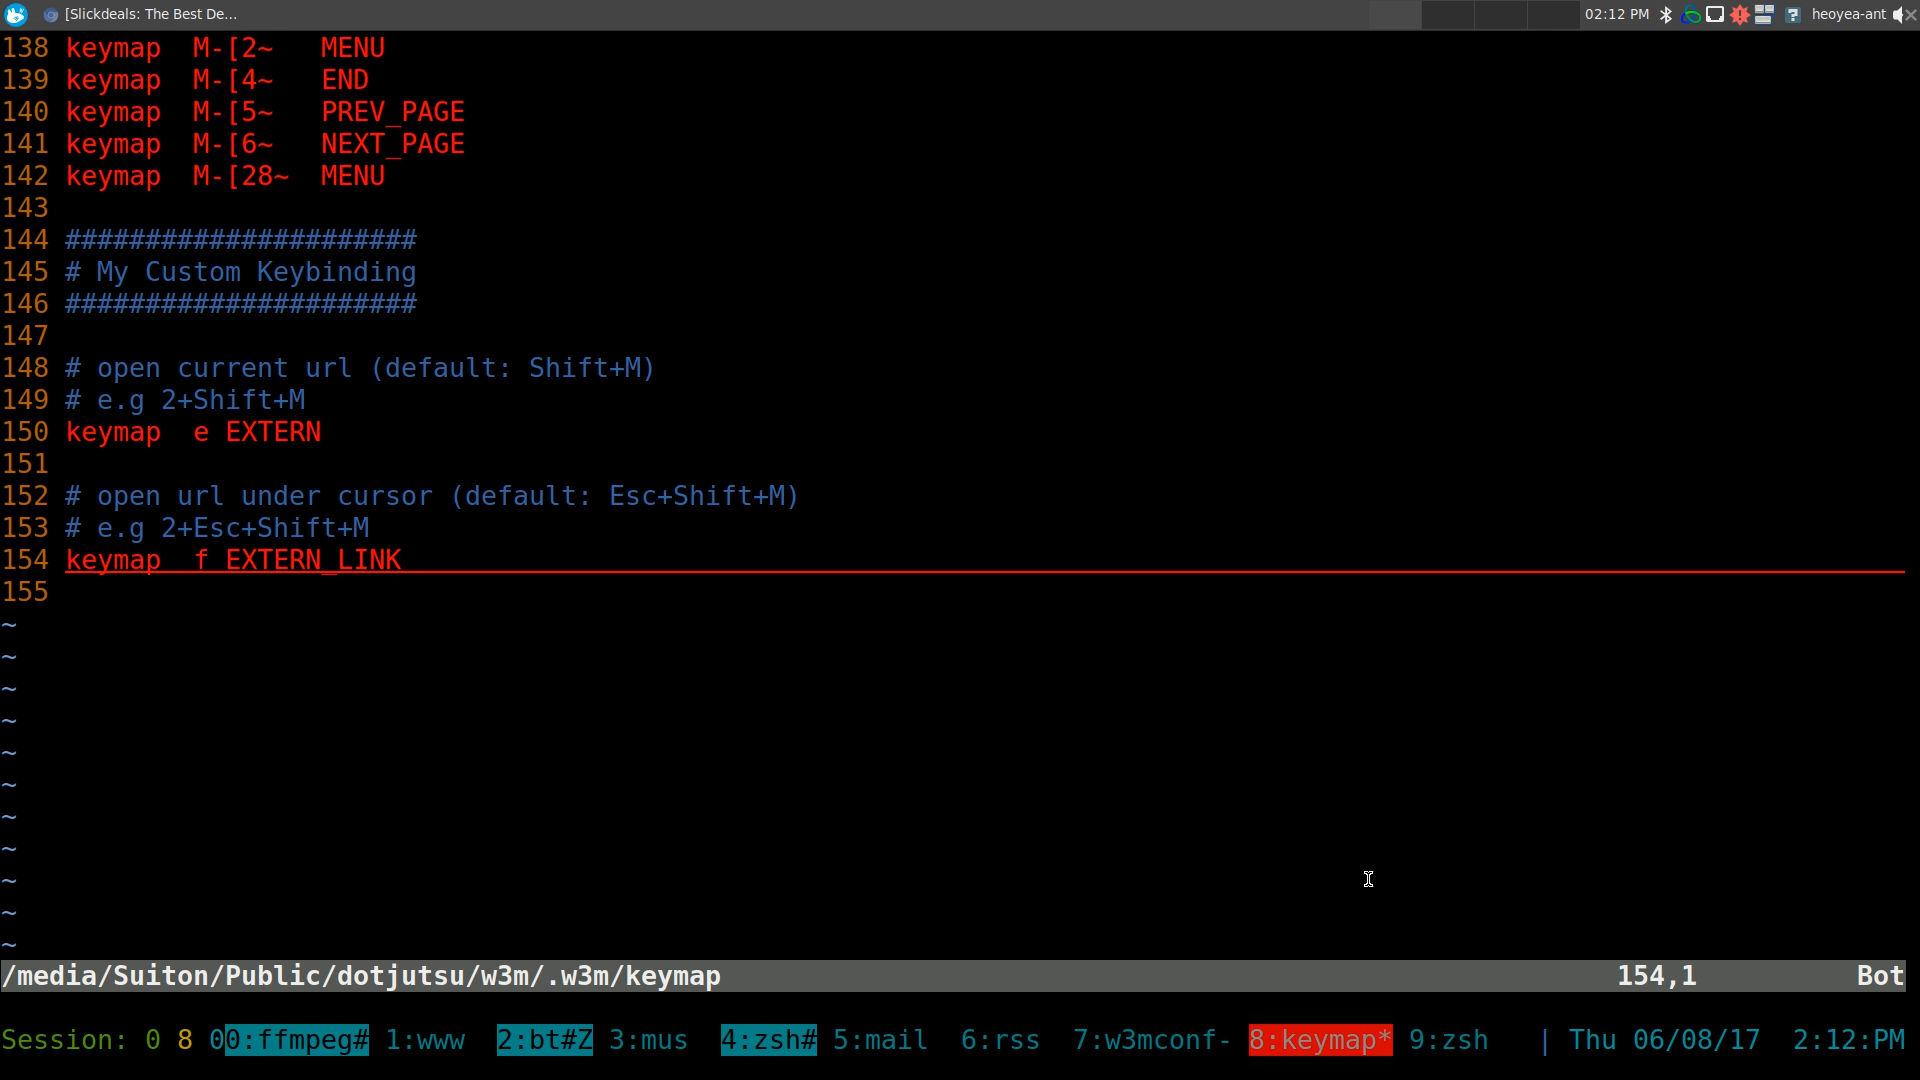 [Slickdeals: The Best De... 02:12 PM heoyea-ant
138 keymap  M-[2~   MENU
139 keymap  M-[4~   END
140 keymap  M-[5~   PREV_PAGE
141 keymap  M-[6~   NEXT_PAGE
142 keymap  M-[28~  MENU
143
144 ######################
145 # My Custom Keybinding
146 ######################
147
148 # open current url (default: Shift+M)
149 # e.g 2+Shift+M
150 keymap  e EXTERN
151
152 # open url under cursor (default: Esc+Shift+M)
153 # e.g 2+Esc+Shift+M
154 keymap  f EXTERN_LINK
155
~
~
~
~
~
~
~
~
~
~
~
/media/Suiton/Public/dotjutsu/w3m/.w3m/keymap 154,1 Bot
Session: 0 8 00:ffmpeg# 1:www  2:bt#Z 3:mus  4:zsh# 5:mail  6:rss  7:w3mconf- 8:keymap* 9:zsh | Thu 06/08/17  2:12:PM